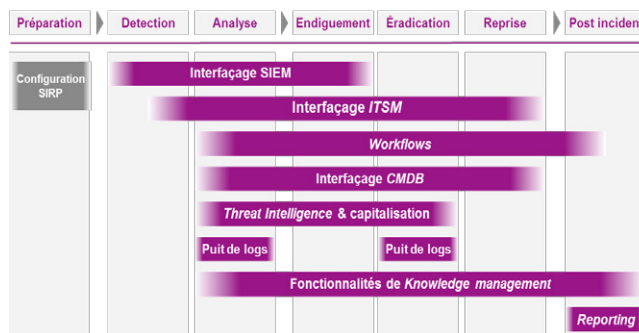 Préparation
Detection
Analyse
Endiguement
Éradication
Reprise
Post inciden
Configuration
SIRP
Interfaçage SIEM
Interfaçage ITSM
Workflows
Interfaçage CMDB
Threat Intelligence & capitalisation
Puit de logs
Puit de logs
Fonctionnalités de Knowledge management
Reporting